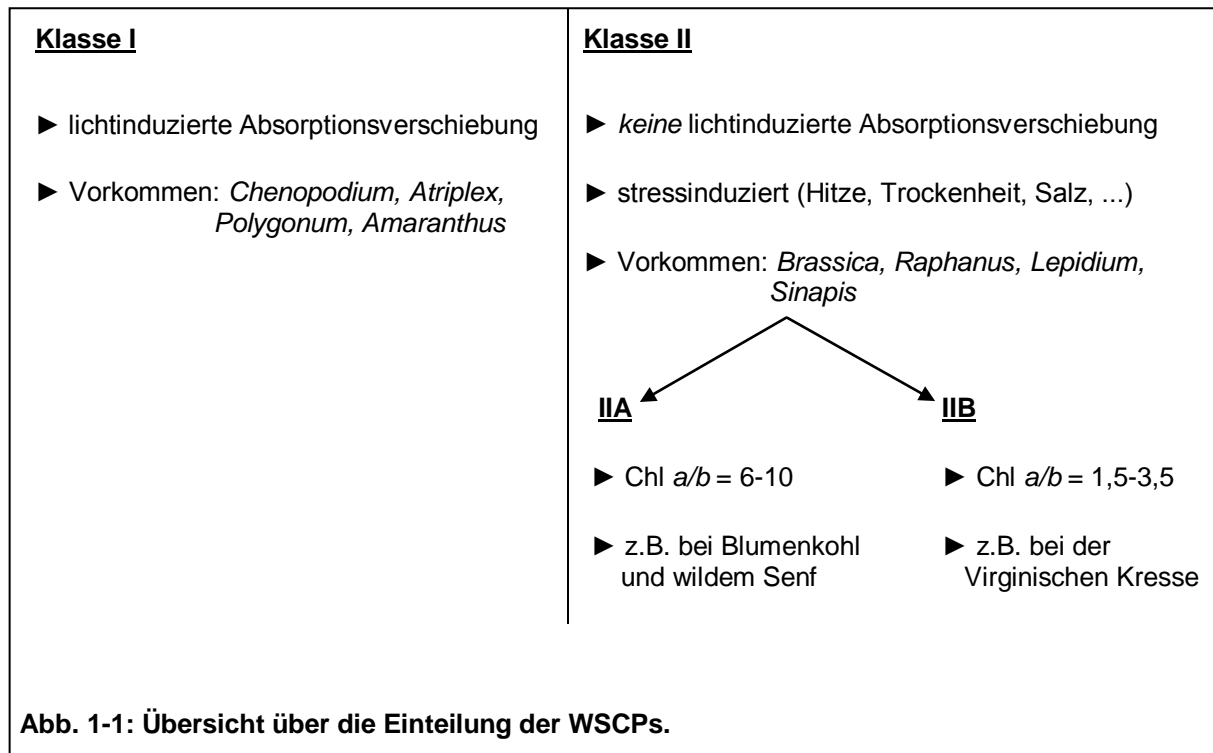 Klasse I
► lichtinduzierte Absorptionsverschiebung
► Vorkommen: Chenopodium, Atriplex,
Polygonum, Amaranthus
Klasse II
► keine lichtinduzierte Absorptionsverschiebung
► stressinduziert (Hitze, Trockenheit, Salz, ...)
► Vorkommen: Brassica, Raphanus, Lepidium,
Sinapis
IIA
► Chl a/b = 6-10
► z.B. bei Blumenkohl
und wildem Senf
IIB
► Chl a/b = 1,5-3,5
► z.B. bei der
Virginischen Kresse
Abb. 1-1: Übersicht über die Einteilung der WSCPs.